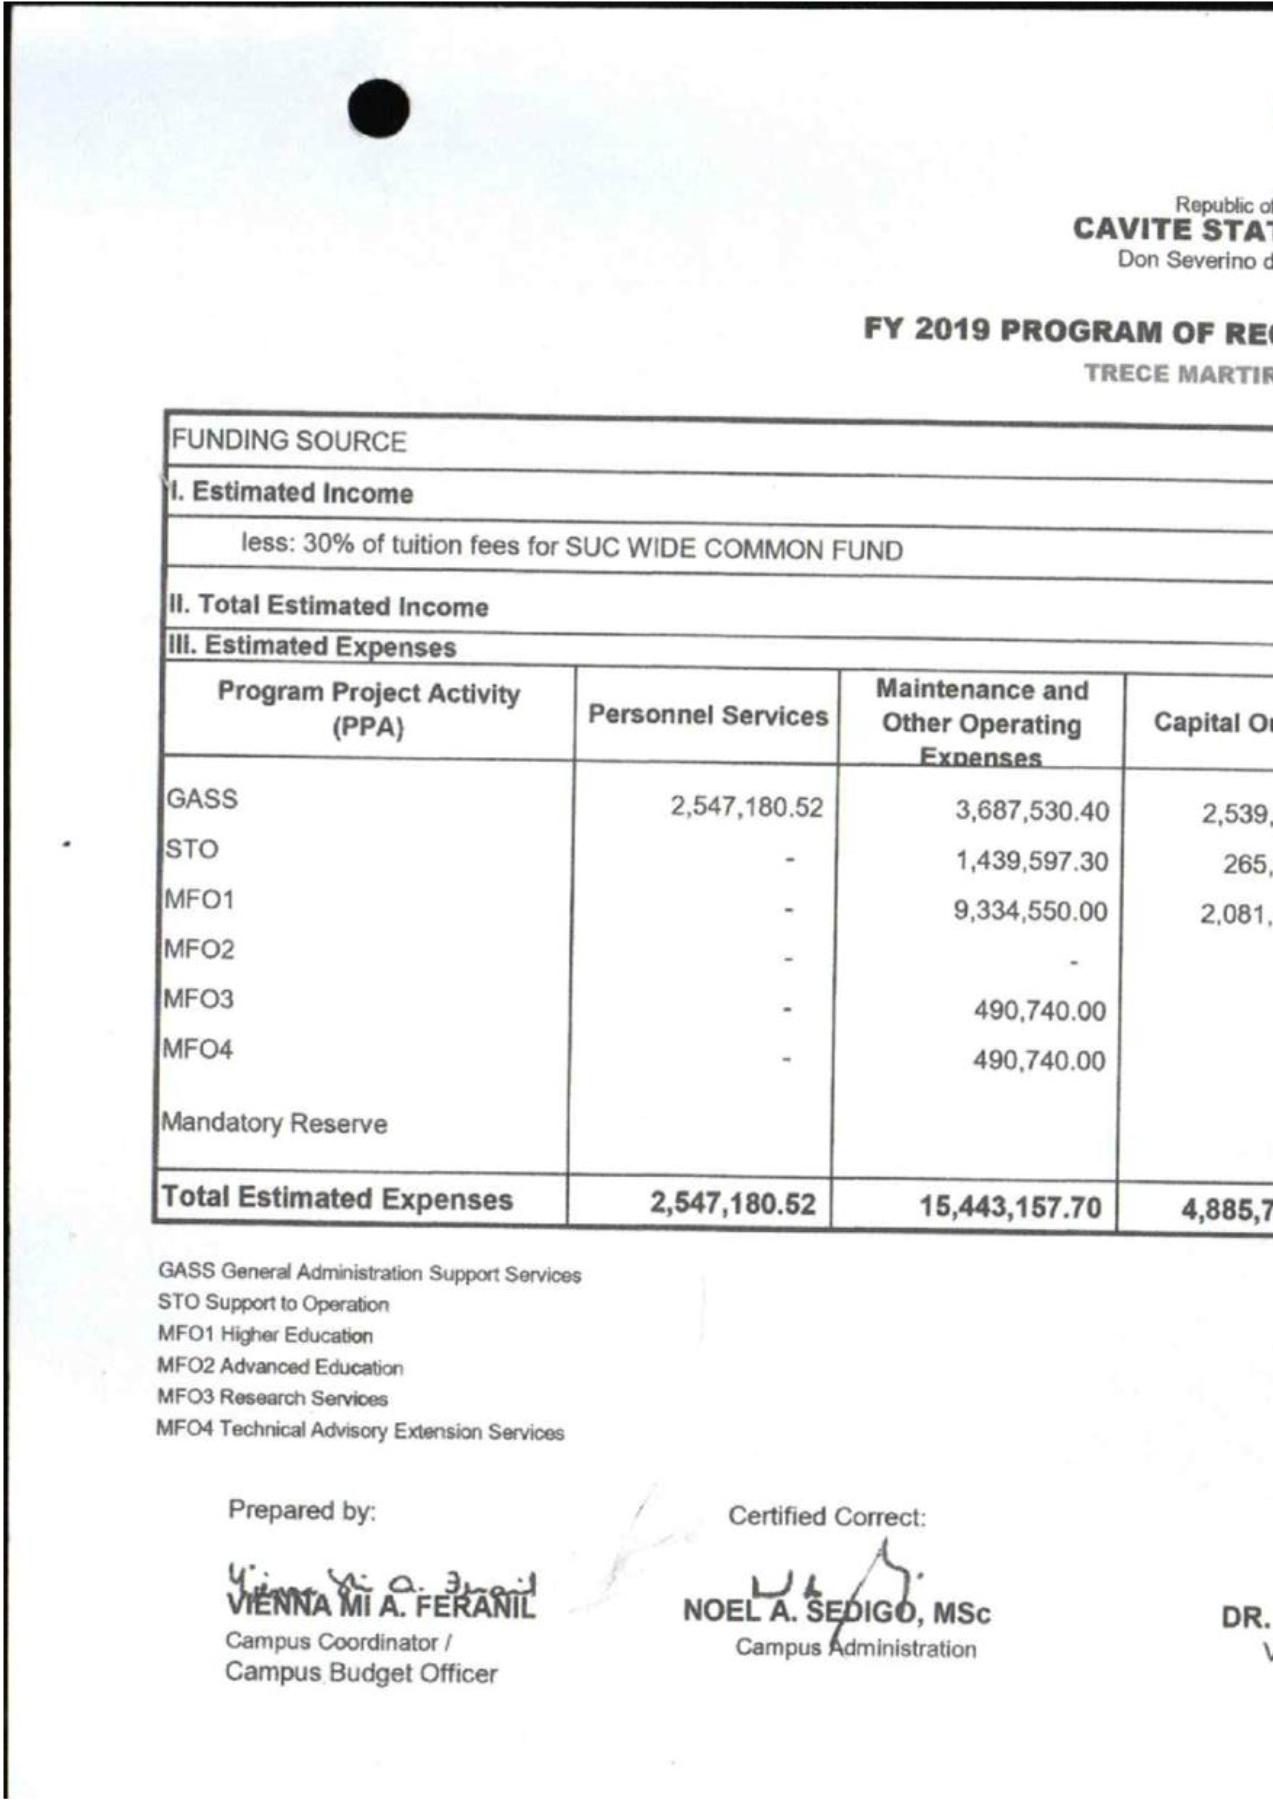 Republic of
CAVITE STAT
Don Severino d
FY 2019 PROGRAM OF REC
TRECE MARTIR
FUNDING SOURCE
I. Estimated Income
less: 30% of tuition fees for SUC WIDE COMMON FUND
II. Total Estimated Income
III. Estimated Expenses
Program Project Activity (PPA) Personnel Services Maintenance and Other Operating Expenses Capital Ou
GASS 2,547,180.52 3,687,530.40 2,539,
STO - 1,439,597.30 265,
MFO1 - 9,334,550.00 2,081,
MFO2 - -
MFO3 - 490,740.00
MFO4 - 490,740.00
Mandatory Reserve
Total Estimated Expenses 2,547,180.52 15,443,157.70 4,885,7
GASS General Administration Support Services
STO Support to Operation
MFO1 Higher Education
MFO2 Advanced Education
MFO3 Research Services
MFO4 Technical Advisory Extension Services
Prepared by: Certified Correct:
VIENNA MI A. FERANIL NOEL A. SEDIGO, MSc DR.
Campus Coordinator / Campus Administration V
Campus Budget Officer